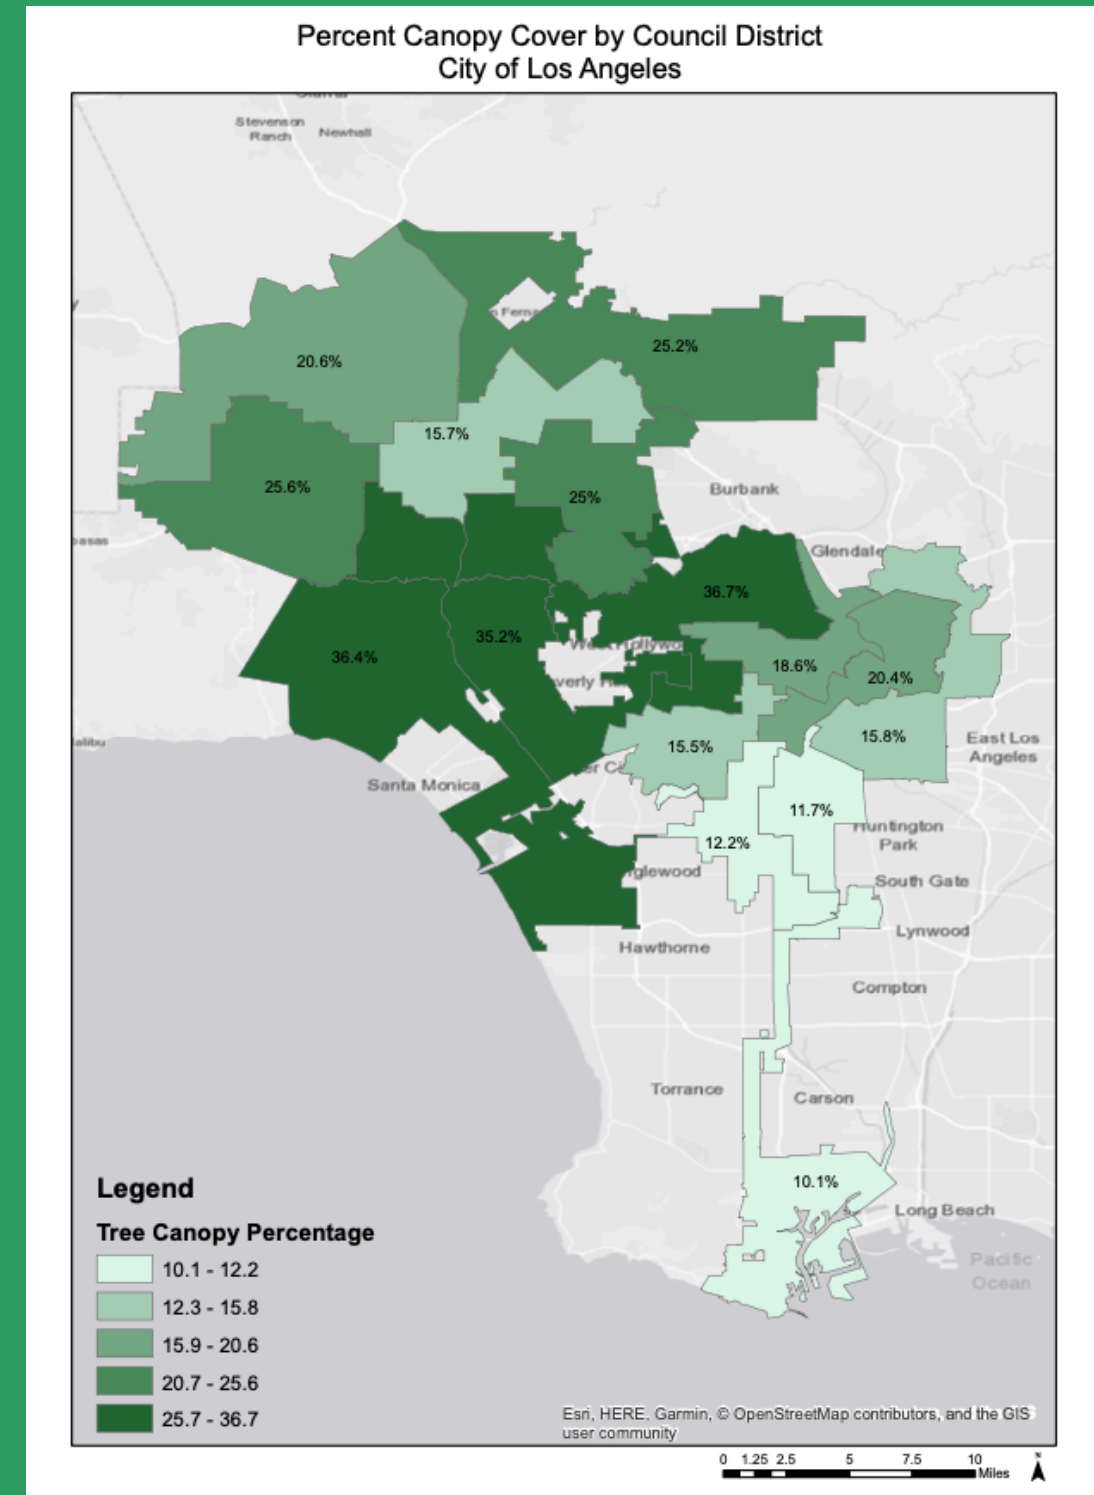 Percent Canopy Cover by Council District
City of Los Angeles
Stevenson
Ranch
Newhall
20.6%
25.2%
15.7%
25.6%
25%
Burbank
Glendale
36.7%
35.2%
36.4%
18.6%
20.4%
15.5%
15.8%
East Los
Angeles
Santa Monica
11.7%
12.2%
Huntington
Park
South Gate
Lynwood
Hawthorne
Compton
Torrance
Carson
10.1%
Long Beach
Pacific
Ocean
Legend
Tree Canopy Percentage
10.1 - 12.2
12.3 - 15.8
15.9 - 20.6
20.7 - 25.6
25.7 - 36.7
Esri, HERE, Garmin, © OpenStreetMap contributors, and the GIS
user community
0 1.25 2.5 5 7.5 10
Miles
N